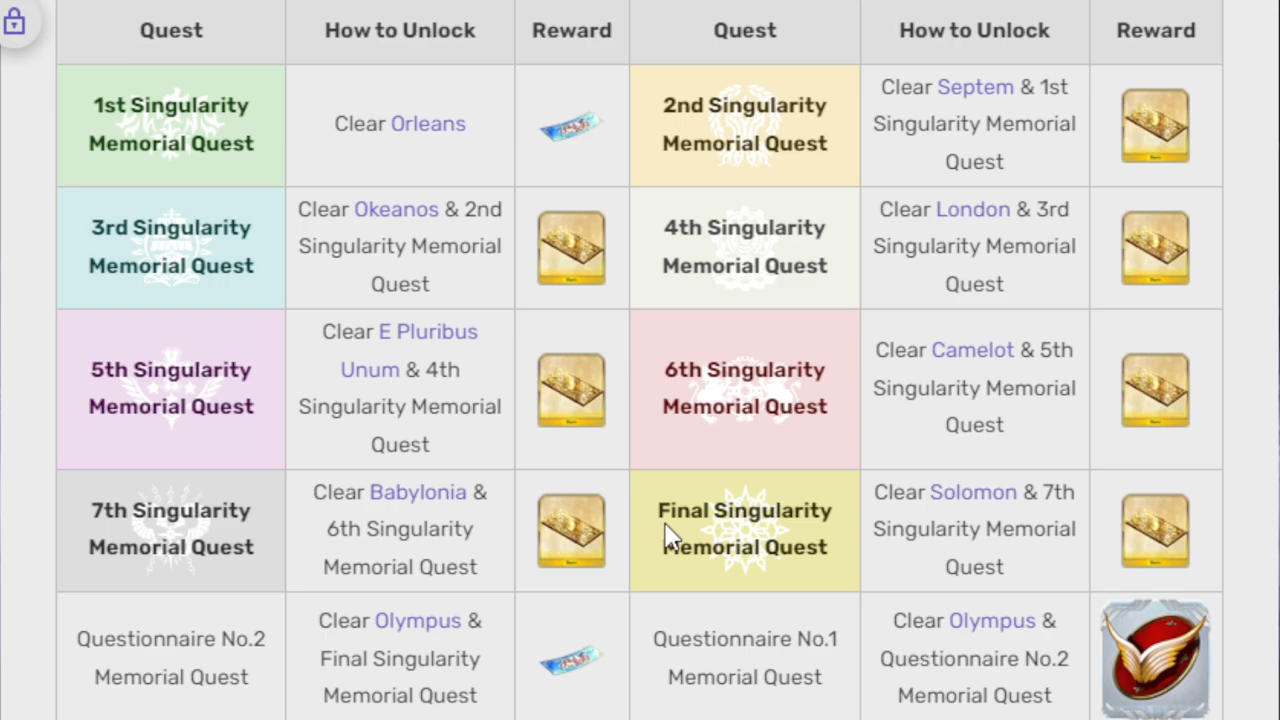 Quest
How to Unlock
Reward
Quest
How to Unlock
Reward
1st Singularity
Memorial Quest
Clear Orleans
2nd Singularity
Memorial Quest
Clear Septem & 1st
Singularity Memorial
Quest
3rd Singularity
Memorial Quest
Clear Okeanos & 2nd
Singularity Memorial
Quest
4th Singularity
Memorial Quest
Clear London & 3rd
Singularity Memorial
Quest
5th Singularity
Memorial Quest
Clear E Pluribus
Unum & 4th
Singularity Memorial
Quest
6th Singularity
Memorial Quest
Clear Camelot & 5th
Singularity Memorial
Quest
7th Singularity
Memorial Quest
Clear Babylonia &
6th Singularity
Memorial Quest
Final Singularity
Memorial Quest
Clear Solomon & 7th
Singularity Memorial
Quest
Questionnaire No.2
Memorial Quest
Clear Olympus &
Final Singularity
Memorial Quest
Questionnaire No.1
Memorial Quest
Clear Olympus &
Questionnaire No.2
Memorial Quest